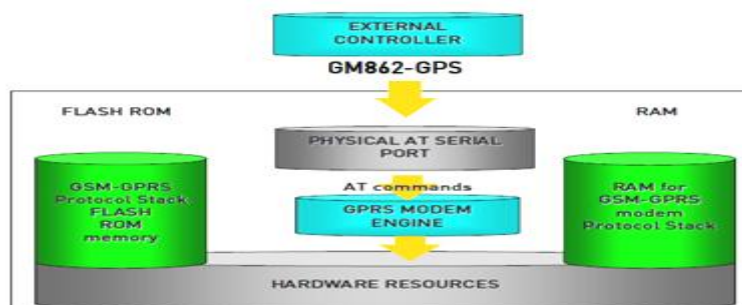 EXTERNAL
CONTROLLER
GM862-GPS
FLASH ROM
RAM
PHYSICAL AT SERIAL
PORT
GSM-GPRS
Protocol Stack
FLASH
ROM
memory
AT commands
GPRS MODEM
ENGINE
RAM for
GSM-GPRS
modem
Protocol Stack
HARDWARE RESOURCES